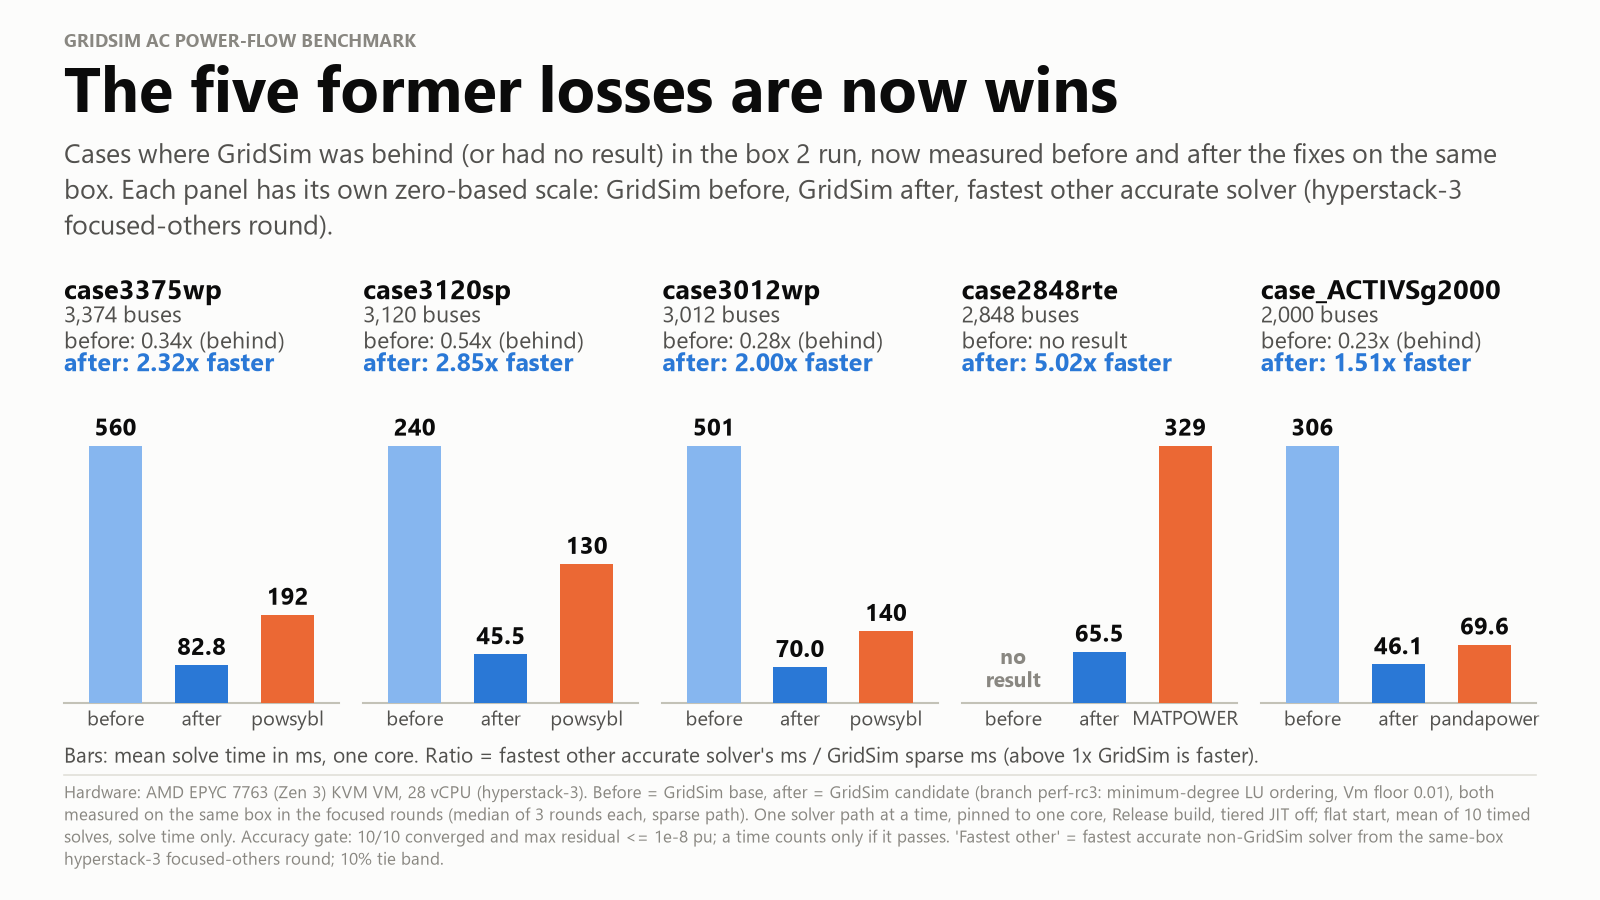 GRIDSIM AC POWER-FLOW BENCHMARK
The five former losses are now wins
Cases where GridSim was behind (or had no result) in the box 2 run, now measured before and after the fixes on the same
box. Each panel has its own zero-based scale: GridSim before, GridSim after, fastest other accurate solver (hyperstack-3
focused-others round).
case3375wp
3,374 buses
before: 0.34x (behind)
after: 2.32x faster
560
82.8
192
before after powsybl
case3120sp
3,120 buses
before: 0.54x (behind)
after: 2.85x faster
240
45.5
130
before after powsybl
case3012wp
3,012 buses
before: 0.28x (behind)
after: 2.00x faster
501
70.0
140
before after powsybl
case2848rte
2,848 buses
before: no result
after: 5.02x faster
no
result
65.5
329
before after MATPOWER
case_ACTIVSg2000
2,000 buses
before: 0.23x (behind)
after: 1.51x faster
306
46.1
69.6
before after pandapower
Bars: mean solve time in ms, one core. Ratio = fastest other accurate solver's ms / GridSim sparse ms (above 1x GridSim is faster).
Hardware: AMD EPYC 7763 (Zen 3) KVM VM, 28 vCPU (hyperstack-3). Before = GridSim base, after = GridSim candidate (branch perf-rc3: minimum-degree LU ordering, Vm floor 0.01), both
measured on the same box in the focused rounds (median of 3 rounds each, sparse path). One solver path at a time, pinned to one core, Release build, tiered JIT off; flat start, mean of 10 timed
solves, solve time only. Accuracy gate: 10/10 converged and max residual <= 1e-8 pu; a time counts only if it passes. 'Fastest other' = fastest accurate non-GridSim solver from the same-box
hyperstack-3 focused-others round; 10% tie band.